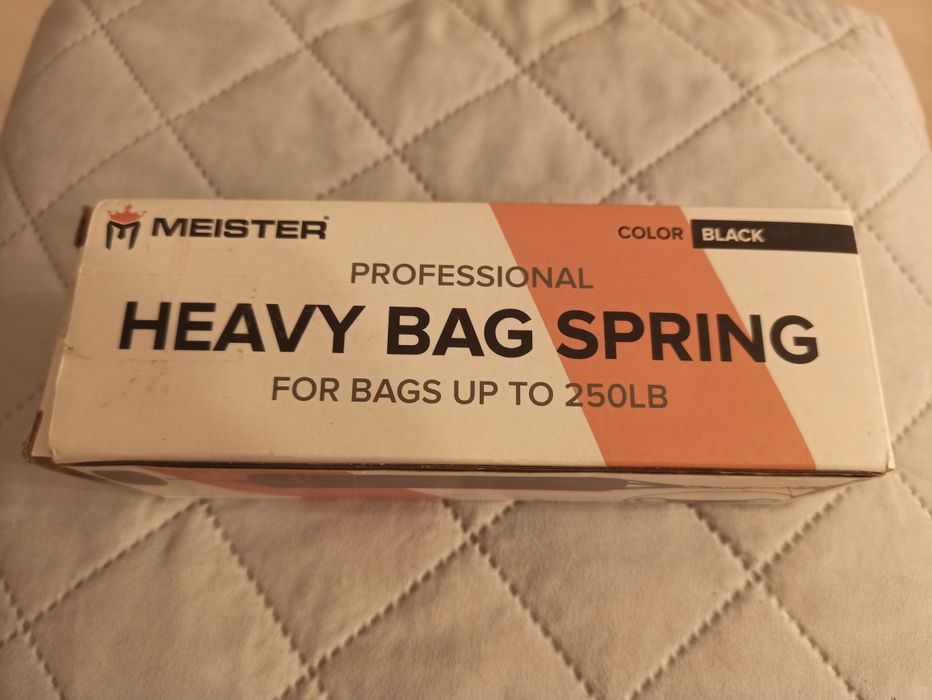 MEISTER
COLOR BLACK
PROFESSIONAL
HEAVY BAG SPRING
FOR BAGS UP TO 250LB